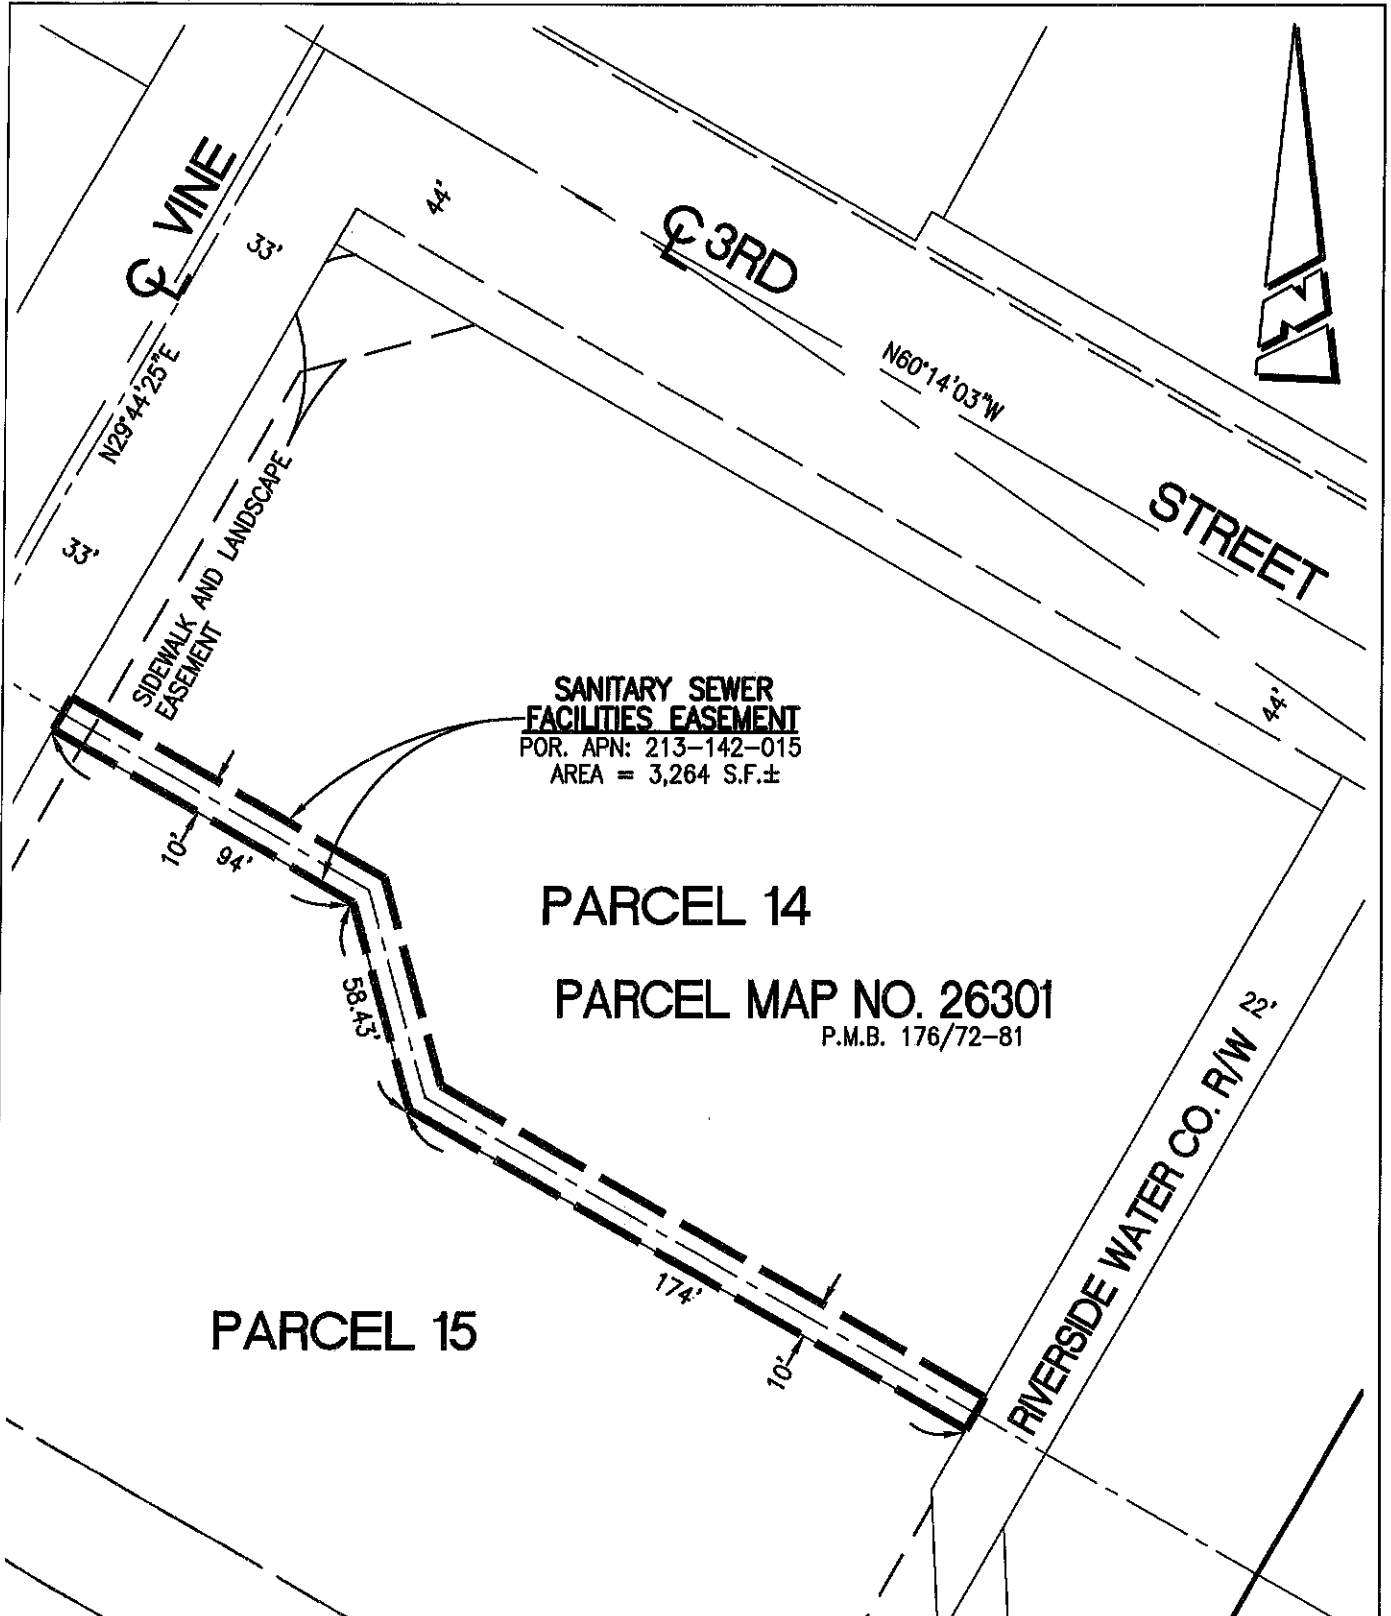 ℄ VINE
33'
44'
℄ 3RD
N
N60°14'03"W
N29°44'25"E
STREET
33'
SIDEWALK AND LANDSCAPE
EASEMENT
SANITARY SEWER
FACILITIES EASEMENT
POR. APN: 213-142-015
AREA = 3,264 S.F.±
44'
10'
94'
PARCEL 14
58.43'
PARCEL MAP NO. 26301
P.M.B. 176/72-81
22'
RIVERSIDE WATER CO. R/W
174'
PARCEL 15
10'